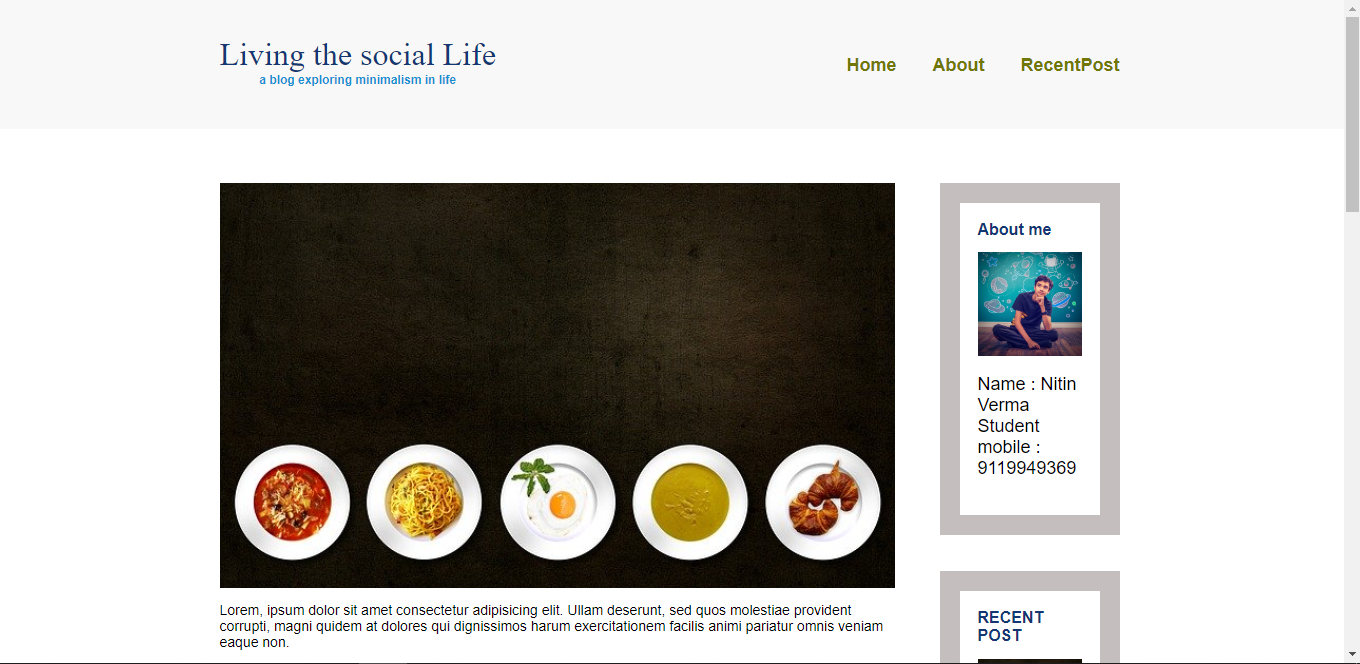 Living the social Life
a blog exploring minimalism in life
Home About RecentPost
Lorem, ipsum dolor sit amet consectetur adipisicing elit. Ullam deserunt, sed quos molestiae provident
corrupti, magni quidem at dolores qui dignissimos harum exercitationem facilis animi pariatur omnis veniam
eaque non.
About me
Name : Nitin
Verma
Student
mobile :
9119949369
RECENT
POST